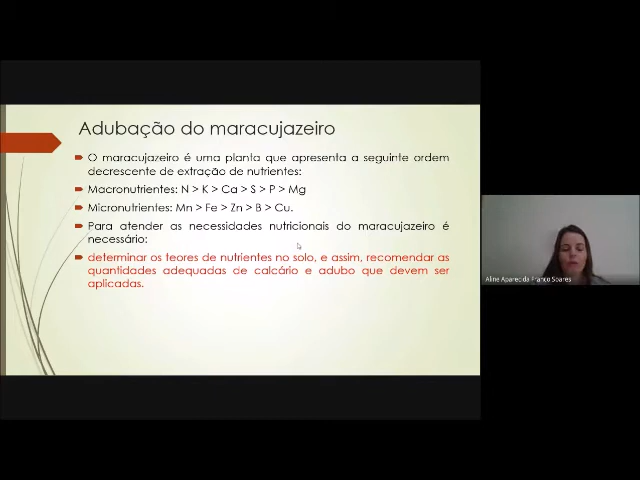 Adubação do maracujazeiro
O maracujazeiro é uma planta que apresenta a seguinte ordem
decrescente de extração de nutrientes:
Macronutrientes: N > K > Ca > S > P > Mg
Micronutrientes: Mn > Fe > Zn > B > Cu.
Para atender as necessidades nutricionais do maracujazeiro é
necessário:
determinar os teores de nutrientes no solo, e assim, recomendar as
quantidades adequadas de calcário e adubo que devem ser
aplicadas.
Aline Aparecida Franco Soares